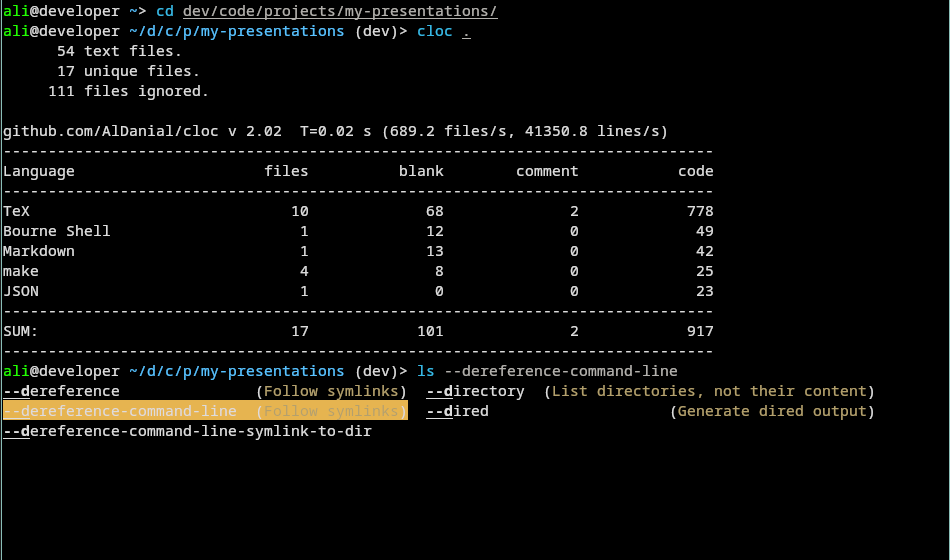 ali@developer ~> cd dev/code/projects/my-presentations/
ali@developer ~/d/c/p/my-presentations (dev)> cloc .
      54 text files.
      17 unique files.
     111 files ignored.

github.com/AlDanial/cloc v 2.02  T=0.02 s (689.2 files/s, 41350.8 lines/s)
-------------------------------------------------------------------------------
Language                     files          blank        comment           code
-------------------------------------------------------------------------------
TeX                             10             68              2            778
Bourne Shell                     1             12              0             49
Markdown                         1             13              0             42
make                             4              8              0             25
JSON                             1              0              0             23
-------------------------------------------------------------------------------
SUM:                            17            101              2            917
-------------------------------------------------------------------------------
ali@developer ~/d/c/p/my-presentations (dev)> ls --dereference-command-line
--dereference               (Follow symlinks)  --directory  (List directories, not their content)
--dereference-command-line  (Follow symlinks)  --dired                    (Generate dired output)
--dereference-command-line-symlink-to-dir